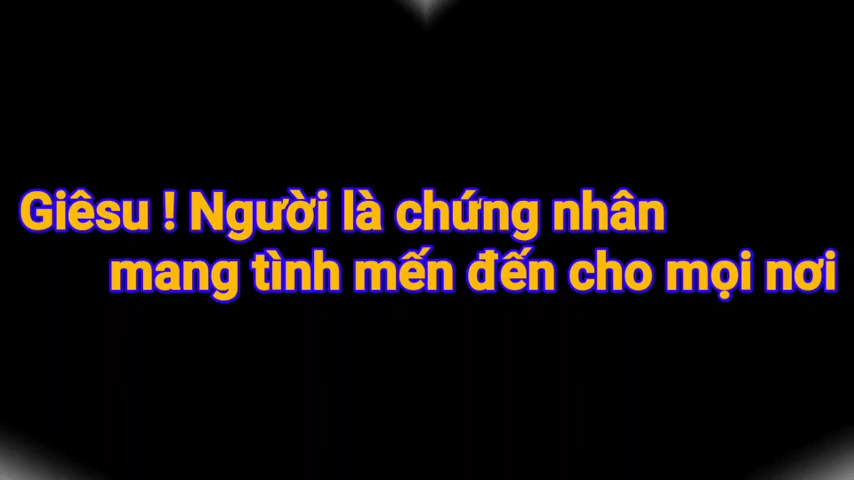 Giêsu ! Người là chứng nhân
mang tình mến đến cho mọi nơi